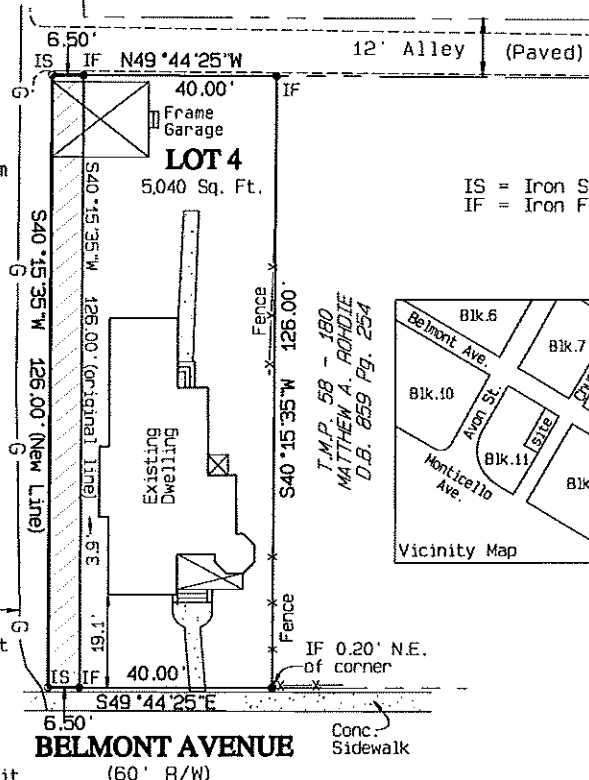 6.50'
IS IF N49°44'25"W
12' Alley (Paved)
40.00'
IF
G
Frame
Garage
LOT 4
5,040 Sq. Ft.
IS = Iron S
IF = Iron F
S40°15'35"W 126.00' (New Line)
G
G
G
S40°15'35"W 126.00' (original line)
Fence
S40°15'35"W 126.00'
T.M.P. 58 - 180
MATTHEW A. ROHDIE
D.B. 859 Pg. 254
Existing
Dwelling
3.9'
19.1'
Fence
Blk.6
Belmont Ave.
Blk.7
Blk.10
Avon St.
site
Blk.11
Blk
Monticello
Ave.
Vicinity Map
IF 0.20' N.E.
of corner
IS IF 40.00'
S49°44'25"E
6.50'
BELMONT AVENUE
(60' R/W)
Conc.
Sidewalk